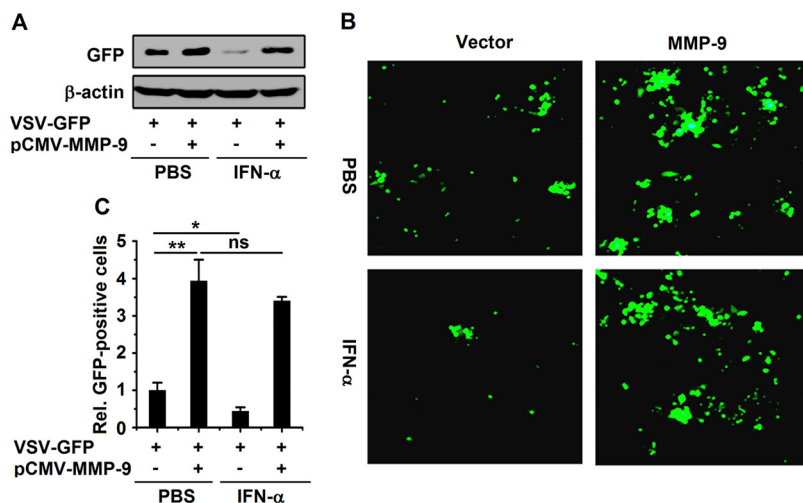 A
GFP
β-actin
VSV-GFP + + + +
pCMV-MMP-9 - + - +
PBS IFN-α
B
Vector MMP-9
PBS
IFN-α
C
Rel. GFP-positive cells
5
4
3
2
1
0
*
** ns
VSV-GFP + + + +
pCMV-MMP-9 - + - +
PBS IFN-α